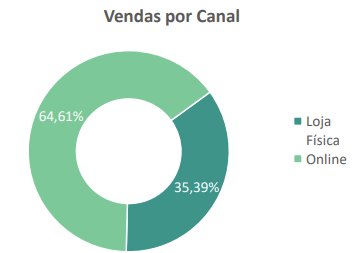 Vendas por Canal
64,61%
35,39%
Loja
Física
Online